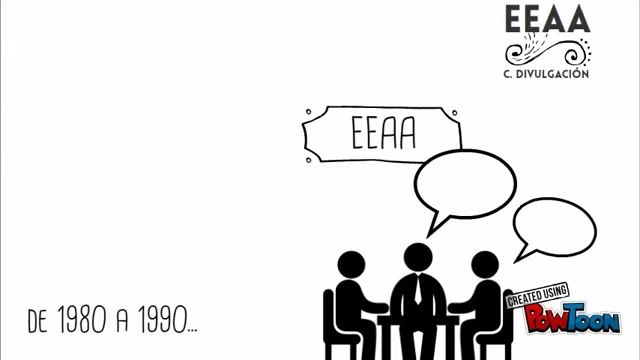 EEAA
C. DIVULGACIÓN
EEAA
DE 1980 A 1990...
CREATED USING
POWTOON